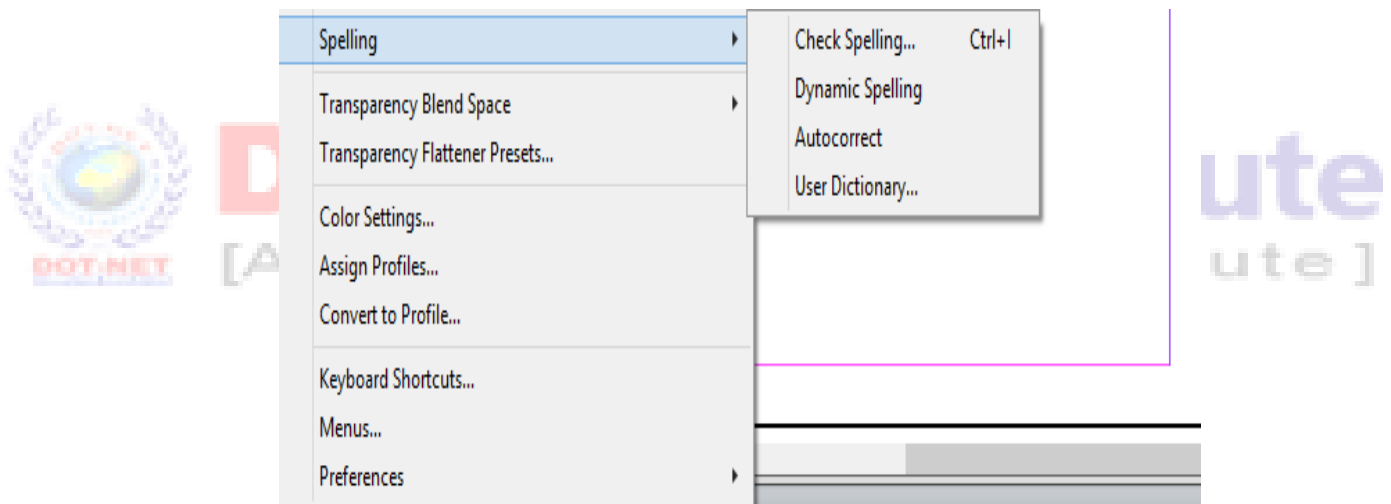 Spelling
Check Spelling... Ctrl+I
Dynamic Spelling
Autocorrect
User Dictionary...
Transparency Blend Space
Transparency Flattener Presets...
Color Settings...
Assign Profiles...
Convert to Profile...
Keyboard Shortcuts...
Menus...
Preferences
DOT-NET
D
ute
[A
ute]